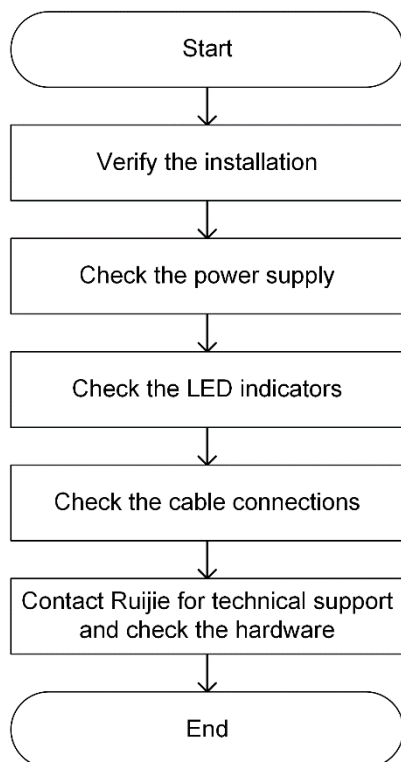 Start
Verify the installation
Check the power supply
Check the LED indicators
Check the cable connections
Contact Ruijie for technical support
and check the hardware
End